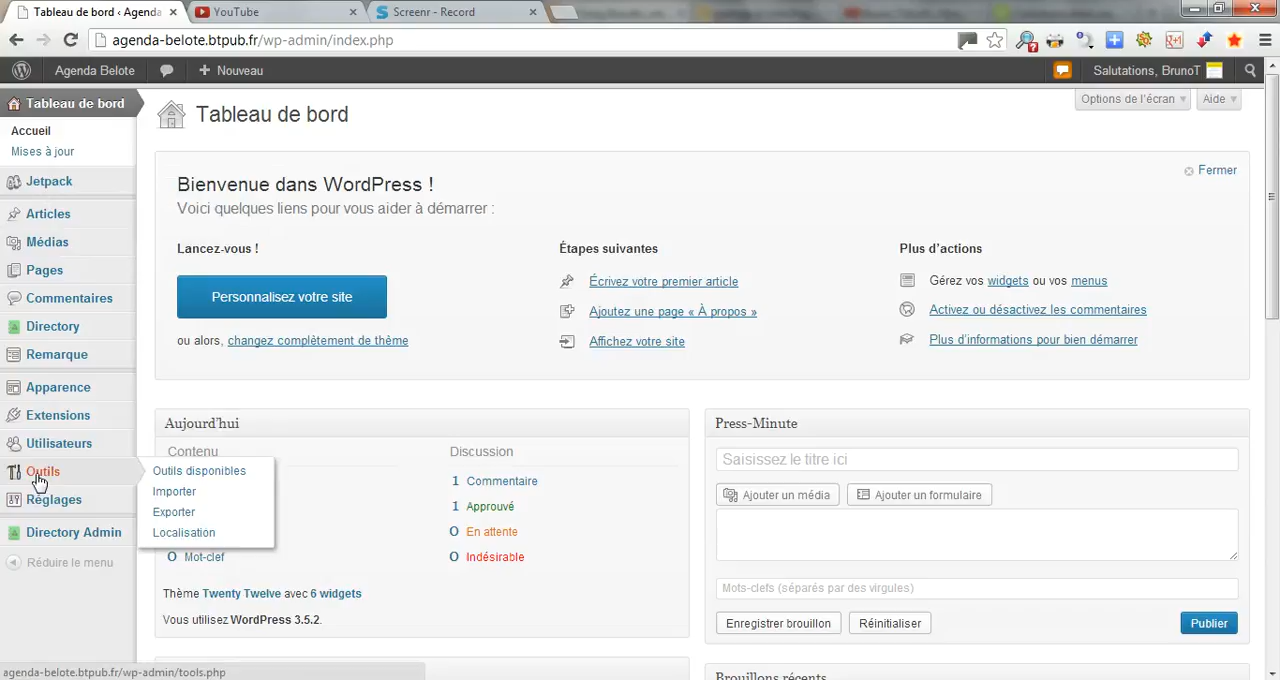 Tableau de bord ‹ Agenda
YouTube
Screenr - Record
agenda-belote.btpub.fr/wp-admin/index.php
Agenda Belote
+ Nouveau
Salutations, BrunoT
Tableau de bord
Accueil
Mises à jour
Jetpack
Articles
Médias
Pages
Commentaires
Directory
Remarque
Apparence
Extensions
Utilisateurs
Outils
Réglages
Directory Admin
Réduire le menu
Outils disponibles
Importer
Exporter
Localisation
Options de l'écran
Aide
Tableau de bord
Fermer
Bienvenue dans WordPress !
Voici quelques liens pour vous aider à démarrer :
Lancez-vous !
Personnalisez votre site
ou alors, changez complètement de thème
Étapes suivantes
Écrivez votre premier article
Ajoutez une page « À propos »
Affichez votre site
Plus d'actions
Gérez vos widgets ou vos menus
Activez ou désactivez les commentaires
Plus d'informations pour bien démarrer
Aujourd'hui
Contenu
0 Mot-clef
Discussion
1 Commentaire
1 Approuvé
0 En attente
0 Indésirable
Thème Twenty Twelve avec 6 widgets
Vous utilisez WordPress 3.5.2.
Press-Minute
Saisissez le titre ici
Ajouter un média
Ajouter un formulaire
Mots-clefs (séparés par des virgules)
Enregistrer brouillon
Réinitialiser
Publier
Brouillons récents
agenda-belote.btpub.fr/wp-admin/tools.php